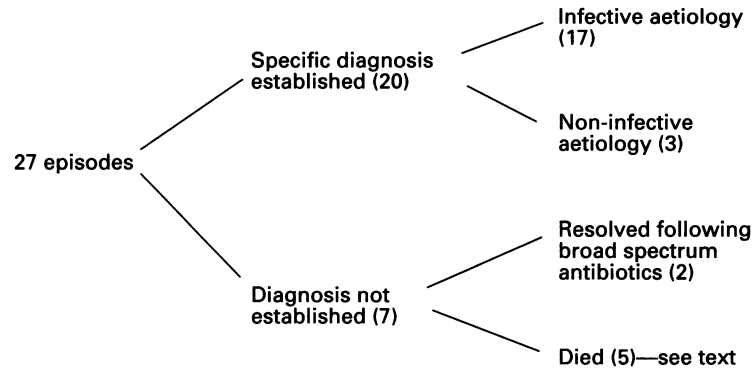 27 episodes
Specific diagnosis
established (20)
Infective aetiology
(17)
Non-infective
aetiology (3)
Diagnosis not
established (7)
Resolved following
broad spectrum
antibiotics (2)
Died (5)—see text